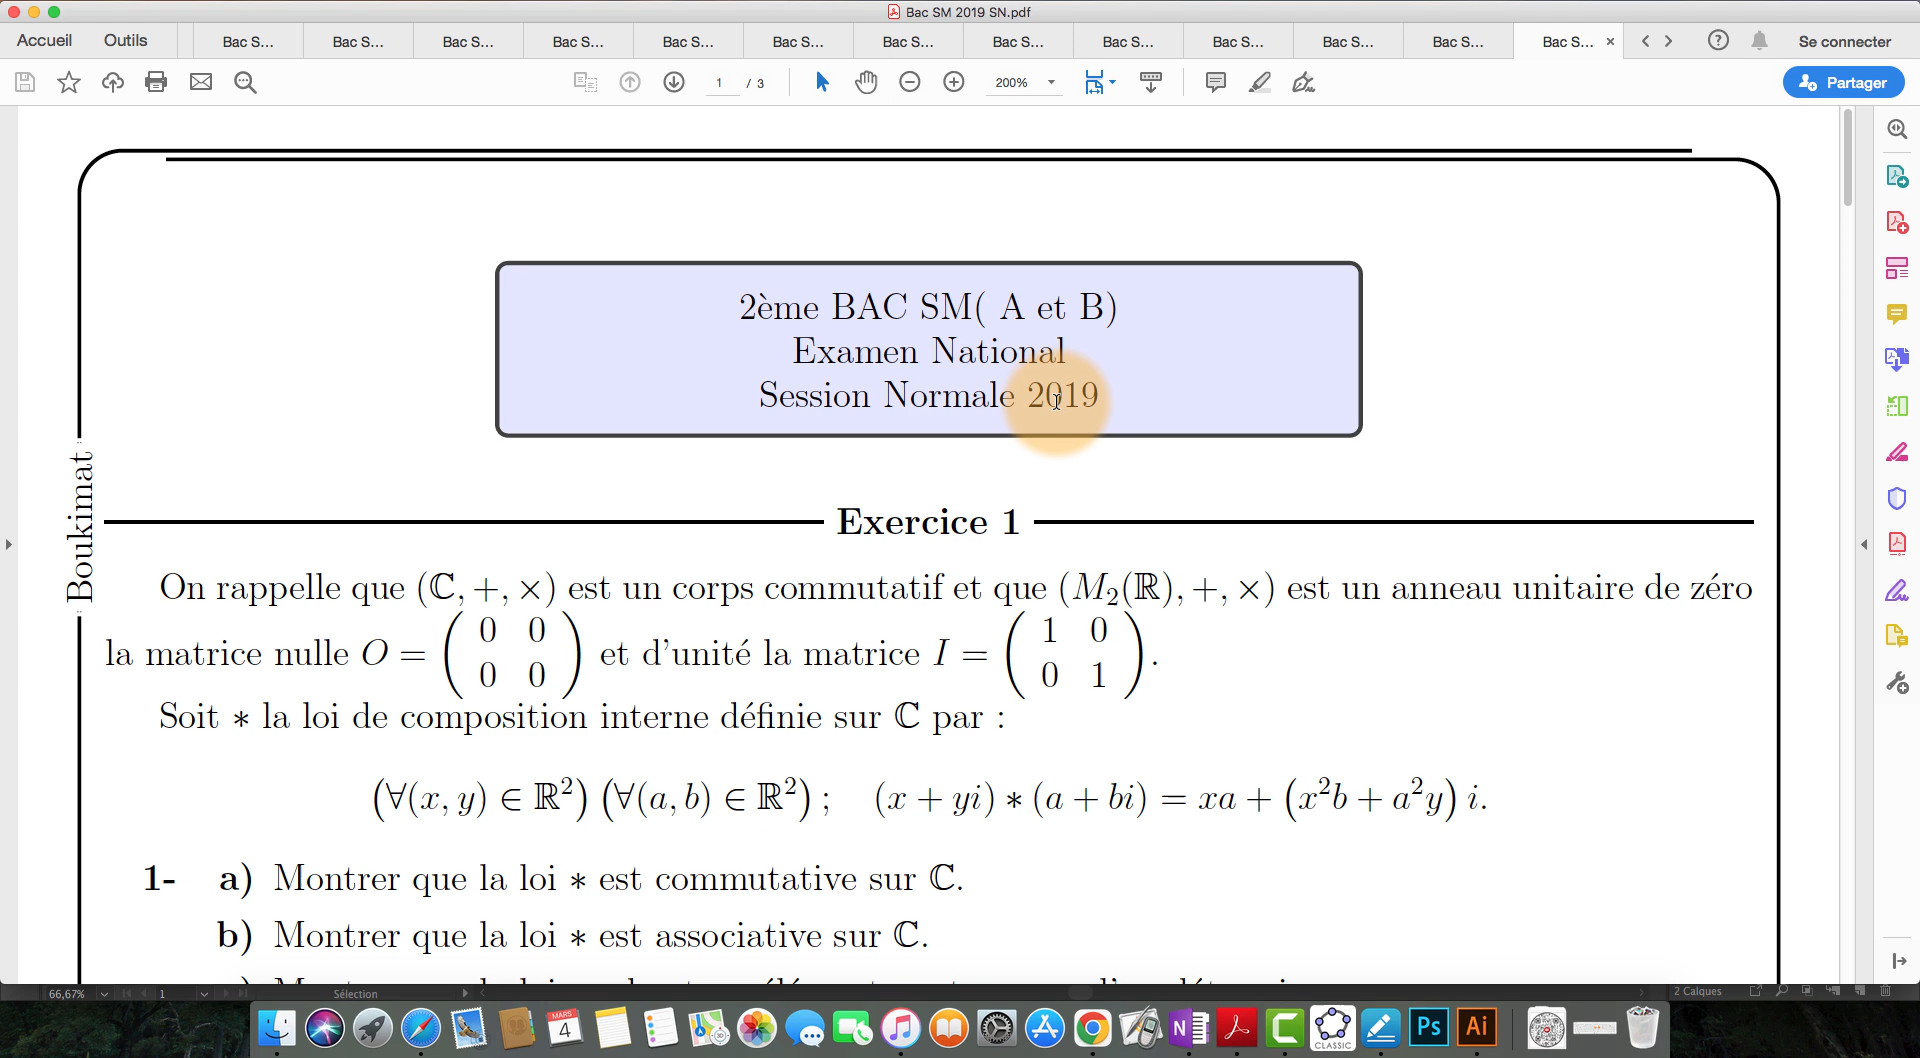 Bac SM 2019 SN.pdf
Accueil Outils Bac S... Bac S... Bac S... Bac S... Bac S... Bac S... Bac S... Bac S... Bac S... Bac S... Bac S... Bac S... Bac S... × Se connecter
1 / 3 200% Partager
2ème BAC SM( A et B)
Examen National
Session Normale 2019
Boukimat
Exercice 1
On rappelle que (ℂ, +, ×) est un corps commutatif et que (M₂(ℝ), +, ×) est un anneau unitaire de zéro
la matrice nulle O = ( 0 0 ; 0 0 ) et d'unité la matrice I = ( 1 0 ; 0 1 ).
Soit * la loi de composition interne définie sur ℂ par :
(∀(x, y) ∈ ℝ²) (∀(a, b) ∈ ℝ²) ; (x + yi) * (a + bi) = xa + (x²b + a²y) i.
1- a) Montrer que la loi * est commutative sur ℂ.
b) Montrer que la loi * est associative sur ℂ.
66,67% 1 Sélection 2 Calques
MARS
4
CLASSIC
Ps
Ai